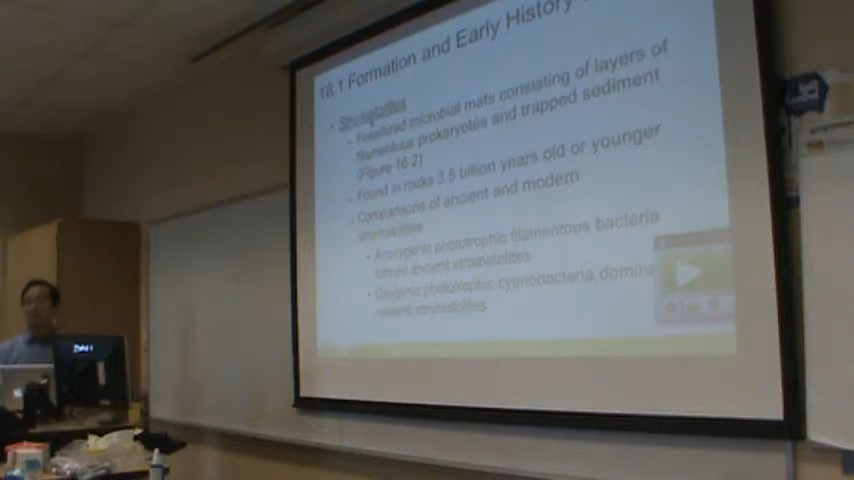 16.1 Formation and Early History
• Stromatolites
– Fossilized microbial mats consisting of layers of
filamentous prokaryotes and trapped sediment
(Figure 16.2)
– Found in rocks 3.5 billion years old or younger
– Comparisons of ancient and modern
stromatolites
• Anoxygenic phototrophic filamentous bacteria
formed ancient stromatolites
• Oxygenic phototrophic cyanobacteria domina
modern stromatolites